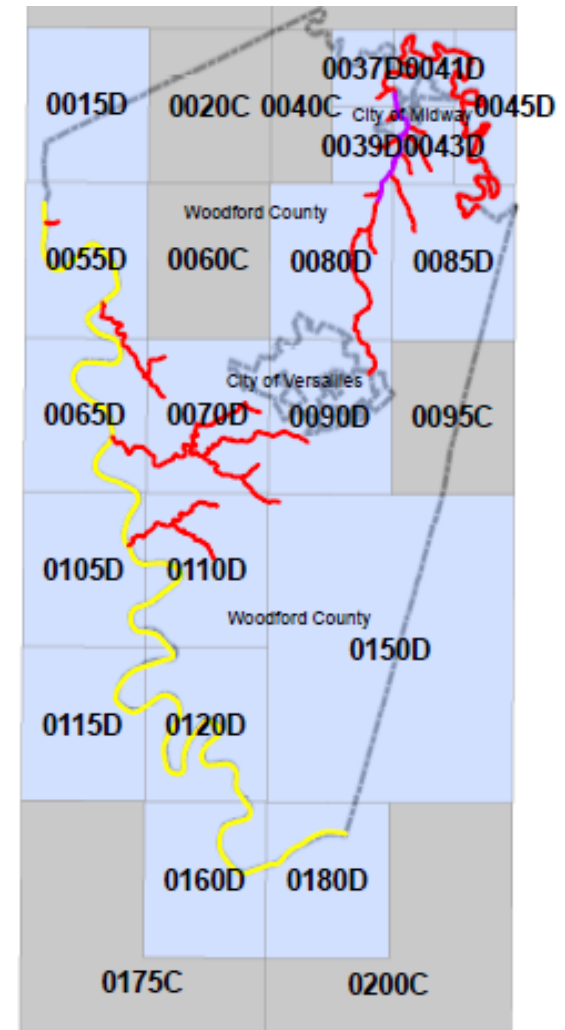 0037D 0041D
0015D 0020C 0040C City of Midway 0045D
0039D 0043D
Woodford County
0055D 0060C 0080D 0085D
City of Versailles
0065D 0070D 0090D 0095C
0105D 0110D
Woodford County
0150D
0115D 0120D
0160D 0180D
0175C 0200C